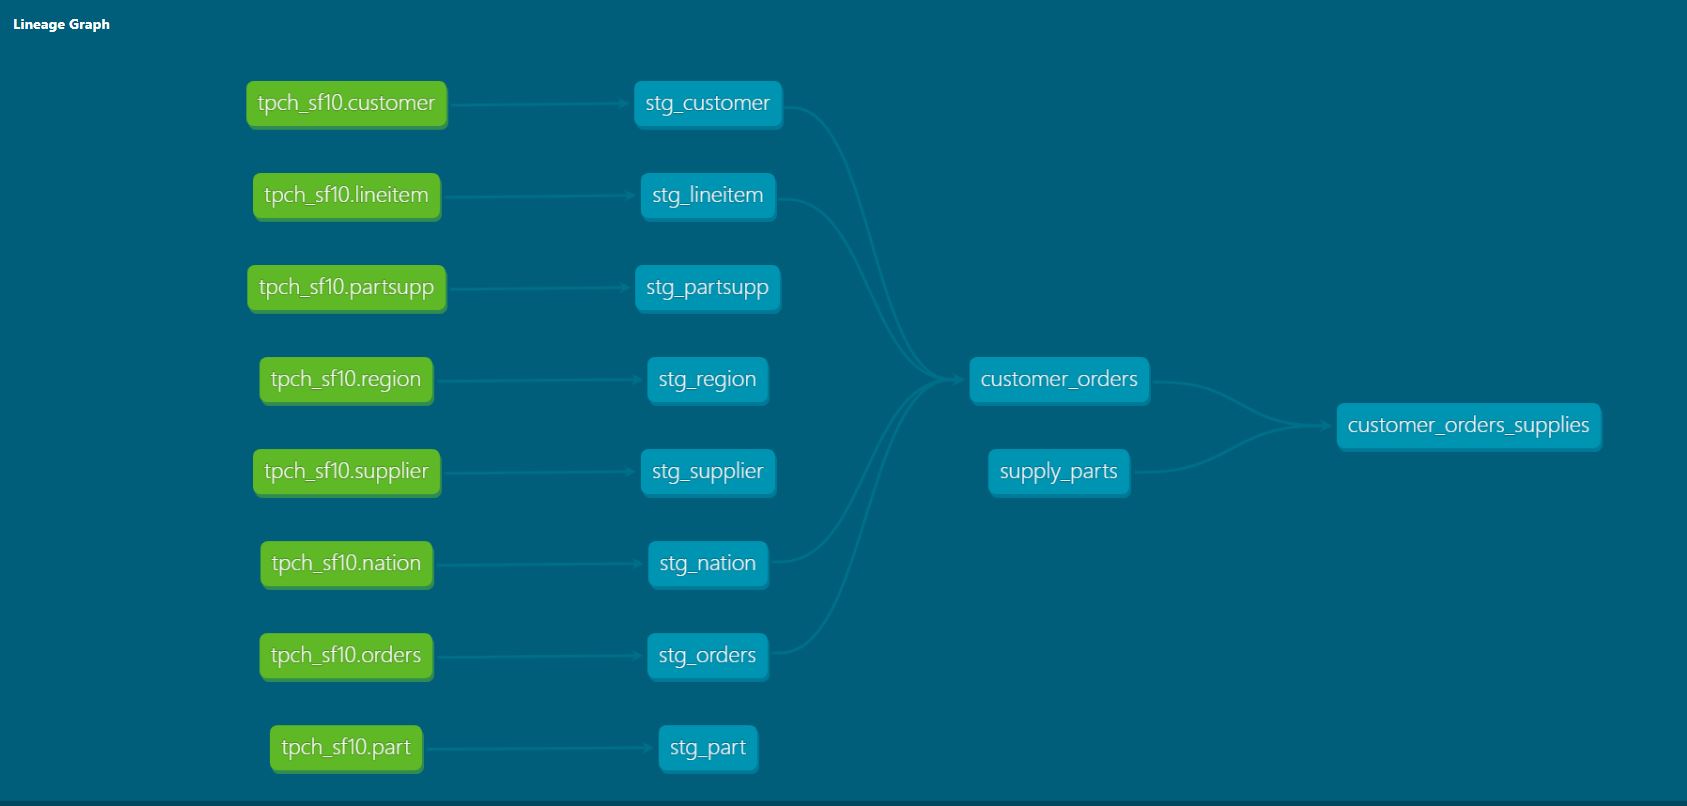 Lineage Graph
tpch_sf10.customer
stg_customer
tpch_sf10.lineitem
stg_lineitem
tpch_sf10.partsupp
stg_partsupp
tpch_sf10.region
stg_region
customer_orders
customer_orders_supplies
tpch_sf10.supplier
stg_supplier
supply_parts
tpch_sf10.nation
stg_nation
tpch_sf10.orders
stg_orders
tpch_sf10.part
stg_part